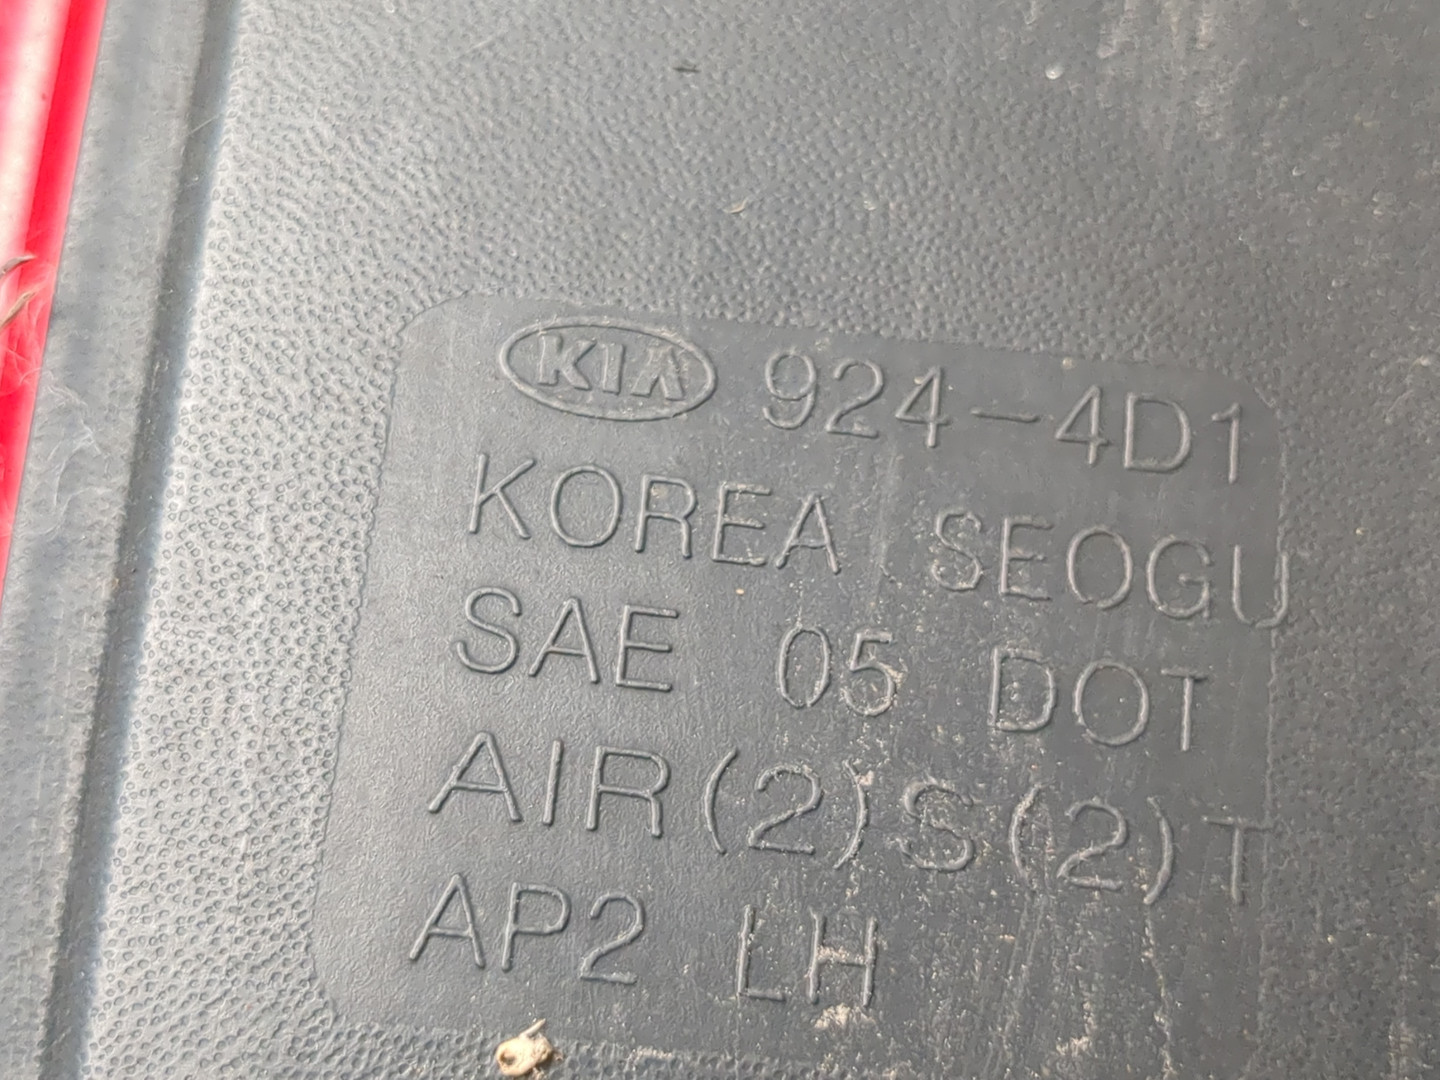 KIA 924-4D1
KOREA SEOGU
SAE 05 DOT
AIR(2)S(2)T
AP2 LH